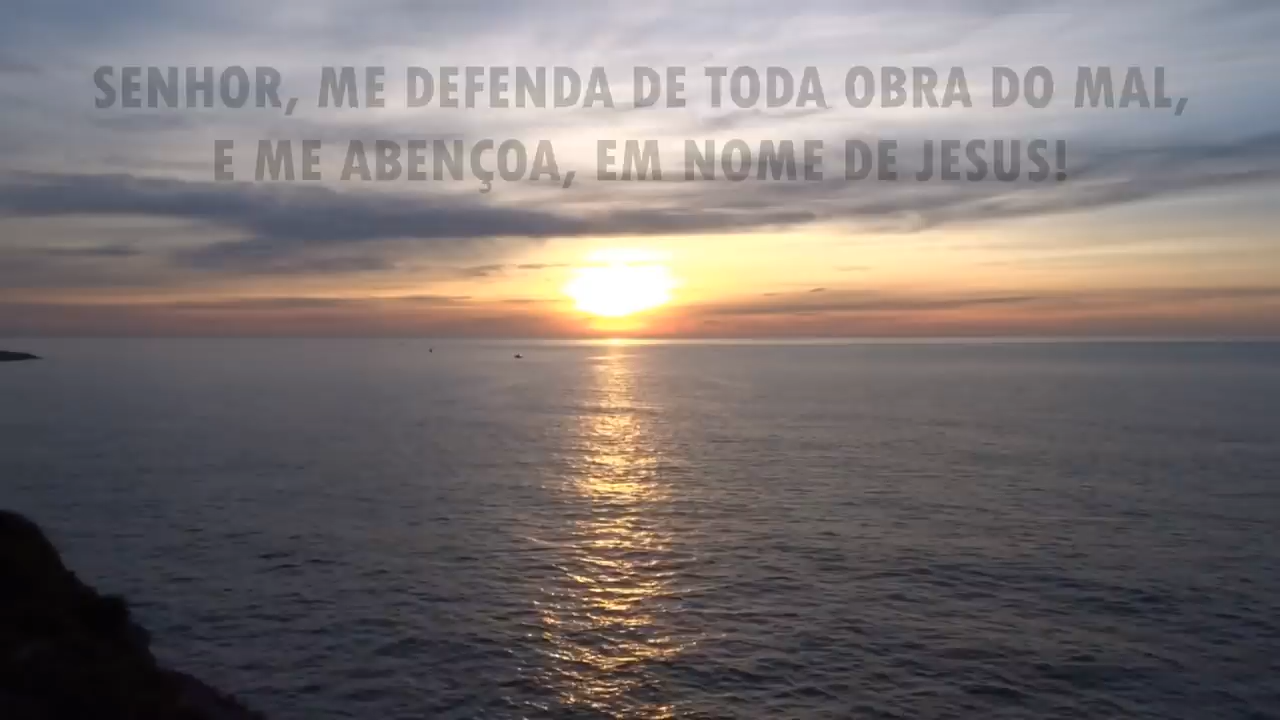 SENHOR, ME DEFENDA DE TODA OBRA DO MAL,
E ME ABENÇOA, EM NOME DE JESUS!